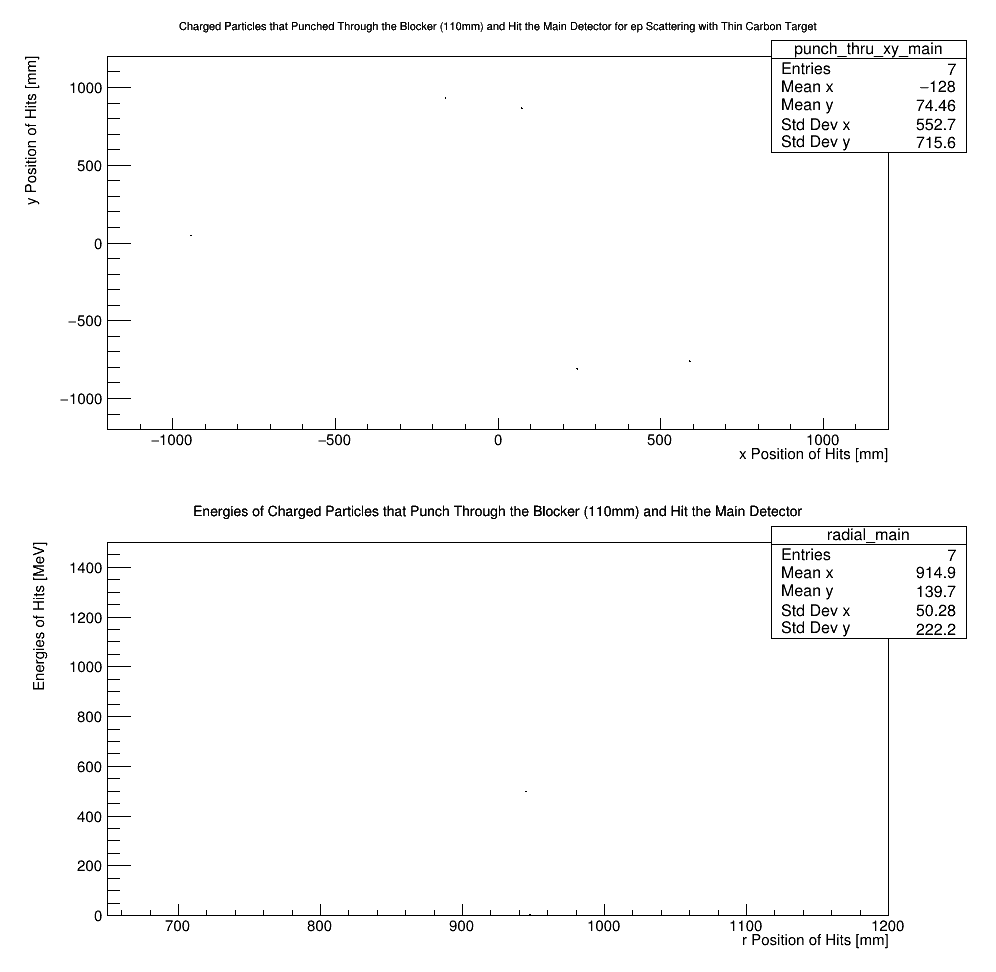 Charged Particles that Punched Through the Blocker (110mm) and Hit the Main Detector for ep Scattering with Thin Carbon Target
punch_thru_xy_main
Entries 7
Mean x −128
Mean y 74.46
Std Dev x 552.7
Std Dev y 715.6
y Position of Hits [mm]
1000
500
0
−500
−1000
−1000 −500 0 500 1000
x Position of Hits [mm]
Energies of Charged Particles that Punch Through the Blocker (110mm) and Hit the Main Detector
radial_main
Entries 7
Mean x 914.9
Mean y 139.7
Std Dev x 50.28
Std Dev y 222.2
Energies of Hits [MeV]
1400
1200
1000
800
600
400
200
0
700 800 900 1000 1100 1200
r Position of Hits [mm]